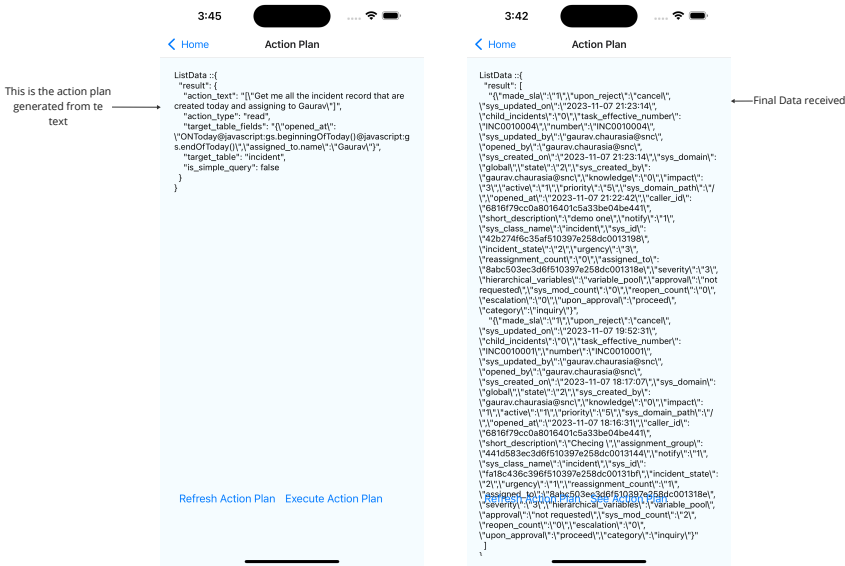 3:45
Home
Action Plan
ListData ::{
"result": {
"action_text": "[\"Get me all the incident record that are
created today and assigning to Gaurav\"]",
"action_type": "read",
"target_table_fields": "{\"opened_at\":
\"ONToday@javascript:gs.beginningOfToday()@javascript:g
s.endOfToday()\",\"assigned_to.name\":\"Gaurav\"}",
"target_table": "incident",
"is_simple_query": false
}
}
Refresh Action Plan
Execute Action Plan
This is the action plan
generated from te
text
3:42
Home
Action Plan
ListData ::{
"result": [
"{\"made_sla\":\"1\",\"upon_reject\":\"cancel\",
\"sys_updated_on\":\"2023-11-07 21:23:14\",
\"child_incidents\":\"0\",\"task_effective_number\":
\"INC0010004\",\"number\":\"INC0010004\",
\"sys_updated_by\":\"gaurav.chaurasia@snc\",
\"opened_by\":\"gaurav.chaurasia@snc\",
\"sys_created_on\":\"2023-11-07 21:23:14\",\"sys_domain\":
\"global\",\"state\":\"2\",\"sys_created_by\":
\"gaurav.chaurasia@snc\",\"knowledge\":\"0\",\"impact\":
\"3\",\"active\":\"1\",\"priority\":\"5\",\"sys_domain_path\":\"/
\",\"opened_at\":\"2023-11-07 21:22:42\",\"caller_id\":
\"6816f79cc0a8016401c5a33be04be441\",
\"short_description\":\"demo one\",\"notify\":\"1\",
\"sys_class_name\":\"incident\",\"sys_id\":
\"42b274f6c35af510397e258dc0013198\",
\"incident_state\":\"2\",\"urgency\":\"3\",
\"reassignment_count\":\"0\",\"assigned_to\":
\"8abc503ec3d6f510397e258dc001318e\",\"severity\":\"3\",
\"hierarchical_variables\":\"variable_pool\",\"approval\":\"not
requested\",\"sys_mod_count\":\"0\",\"reopen_count\":\"0\",
\"escalation\":\"0\",\"upon_approval\":\"proceed\",
\"category\":\"inquiry\"}",
"{\"made_sla\":\"1\",\"upon_reject\":\"cancel\",
\"sys_updated_on\":\"2023-11-07 19:52:31\",
\"child_incidents\":\"0\",\"task_effective_number\":
\"INC0010001\",\"number\":\"INC0010001\",
\"sys_updated_by\":\"gaurav.chaurasia@snc\",
\"opened_by\":\"gaurav.chaurasia@snc\",
\"sys_created_on\":\"2023-11-07 18:17:07\",\"sys_domain\":
\"global\",\"state\":\"2\",\"sys_created_by\":
\"gaurav.chaurasia@snc\",\"knowledge\":\"0\",\"impact\":
\"1\",\"active\":\"1\",\"priority\":\"5\",\"sys_domain_path\":\"/
\",\"opened_at\":\"2023-11-07 18:16:31\",\"caller_id\":
\"6816f79cc0a8016401c5a33be04be441\",
\"short_description\":\"Checing \",\"assignment_group\":
\"441d583ec3d6f510397e258dc0013144\",\"notify\":\"1\",
\"sys_class_name\":\"incident\",\"sys_id\":
\"fa18c436c396f510397e258dc00131bf\",\"incident_state\":
\"2\",\"urgency\":\"1\",\"reassignment_count\":\"1\",
\"assigned_to\":\"8abc503ec3d6f510397e258dc001318e\",
\"severity\":\"3\",\"hierarchical_variables\":\"variable_pool\",
\"approval\":\"not requested\",\"sys_mod_count\":\"2\",
\"reopen_count\":\"0\",\"escalation\":\"0\",
\"upon_approval\":\"proceed\",\"category\":\"inquiry\"}"
]
Refresh Action Plan
See Action Plan
Final Data received